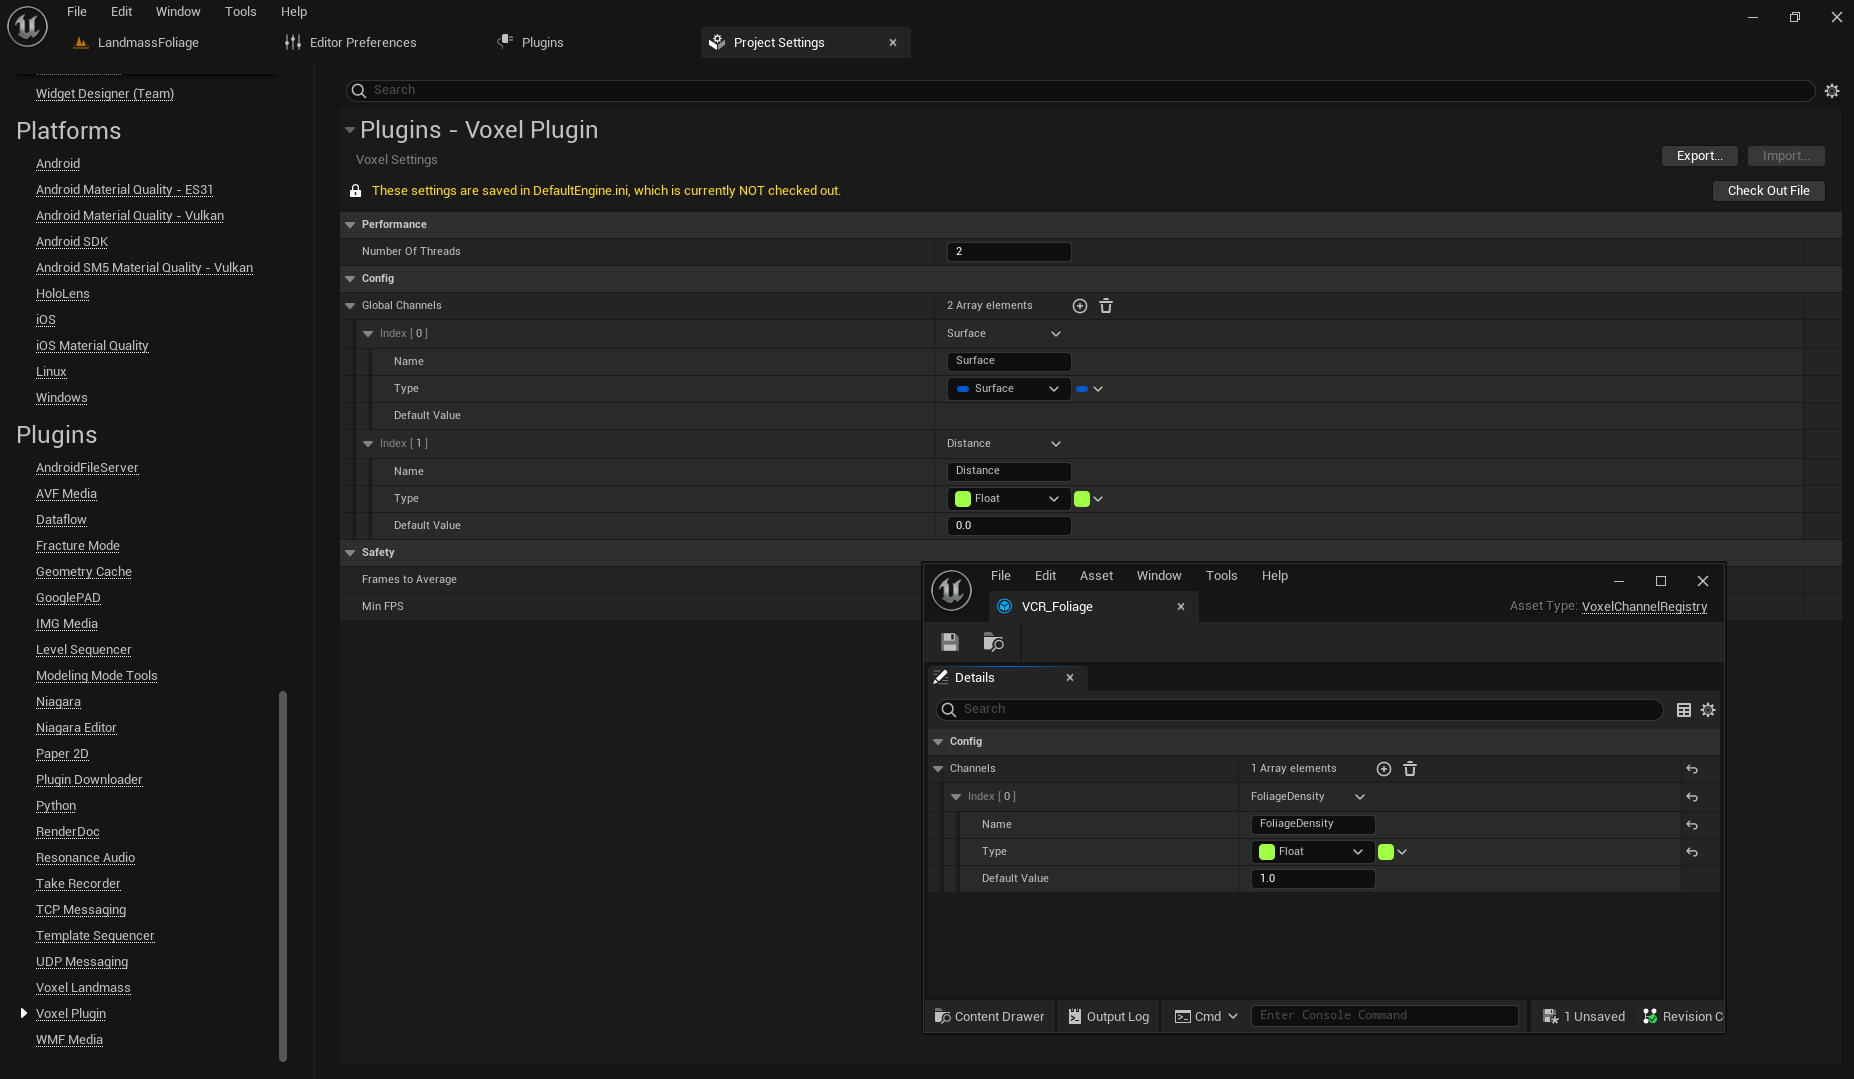 File Edit Window Tools Help
LandmassFoliage Editor Preferences Plugins Project Settings
Widget Designer (Team)
Platforms
Android
Android Material Quality - ES31
Android Material Quality - Vulkan
Android SDK
Android SM5 Material Quality - Vulkan
HoloLens
iOS
iOS Material Quality
Linux
Windows
Plugins
AndroidFileServer
AVF Media
Dataflow
Fracture Mode
Geometry Cache
GooglePAD
IMG Media
Level Sequencer
Modeling Mode Tools
Niagara
Niagara Editor
Paper 2D
Plugin Downloader
Python
RenderDoc
Resonance Audio
Take Recorder
TCP Messaging
Template Sequencer
UDP Messaging
Voxel Landmass
Voxel Plugin
WMF Media
Search
Plugins - Voxel Plugin
Voxel Settings
Export... Import...
These settings are saved in DefaultEngine.ini, which is currently NOT checked out.
Check Out File
Performance
Number Of Threads 2
Config
Global Channels 2 Array elements
Index [ 0 ] Surface
Name Surface
Type Surface
Default Value
Index [ 1 ] Distance
Name Distance
Type Float
Default Value 0.0
Safety
Frames to Average
Min FPS
File Edit Asset Window Tools Help
VCR_Foliage
Asset Type: VoxelChannelRegistry
Details
Search
Config
Channels 1 Array elements
Index [ 0 ] FoliageDensity
Name FoliageDensity
Type Float
Default Value 1.0
Content Drawer Output Log Cmd Enter Console Command 1 Unsaved Revision C